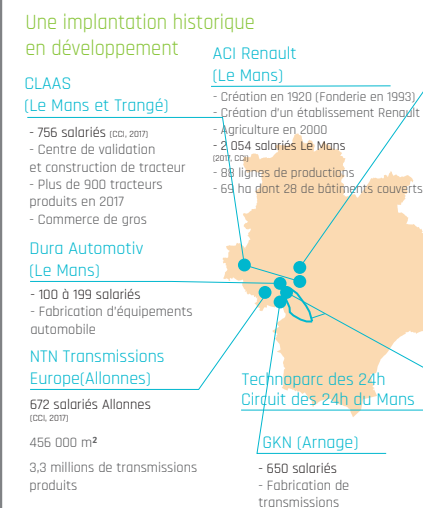 Une implantation historique
en développement
CLAAS
(Le Mans et Trangé)
- 756 salariés (CCI, 2017)
- Centre de validation
et construction de tracteur
- Plus de 900 tracteurs
produits en 2017
- Commerce de gros
ACI Renault
(Le Mans)
- Création en 1920 (Fonderie en 1993)
- Création d'un établissement Renault
- Agriculture en 2000
- 2 054 salariés Le Mans
(2017, CCI)
- 88 lignes de productions
- 69 ha dont 28 de bâtiments couverts
Dura Automotiv
(Le Mans)
- 100 à 199 salariés
- Fabrication d'équipements
automobile
NTN Transmissions
Europe(Allonnes)
672 salariés Allonnes
(CCI, 2017)
456 000 m²
3,3 millions de transmissions
produits
Technoparc des 24h
Circuit des 24h du Mans
GKN (Arnage)
- 650 salariés
- Fabrication de
transmissions